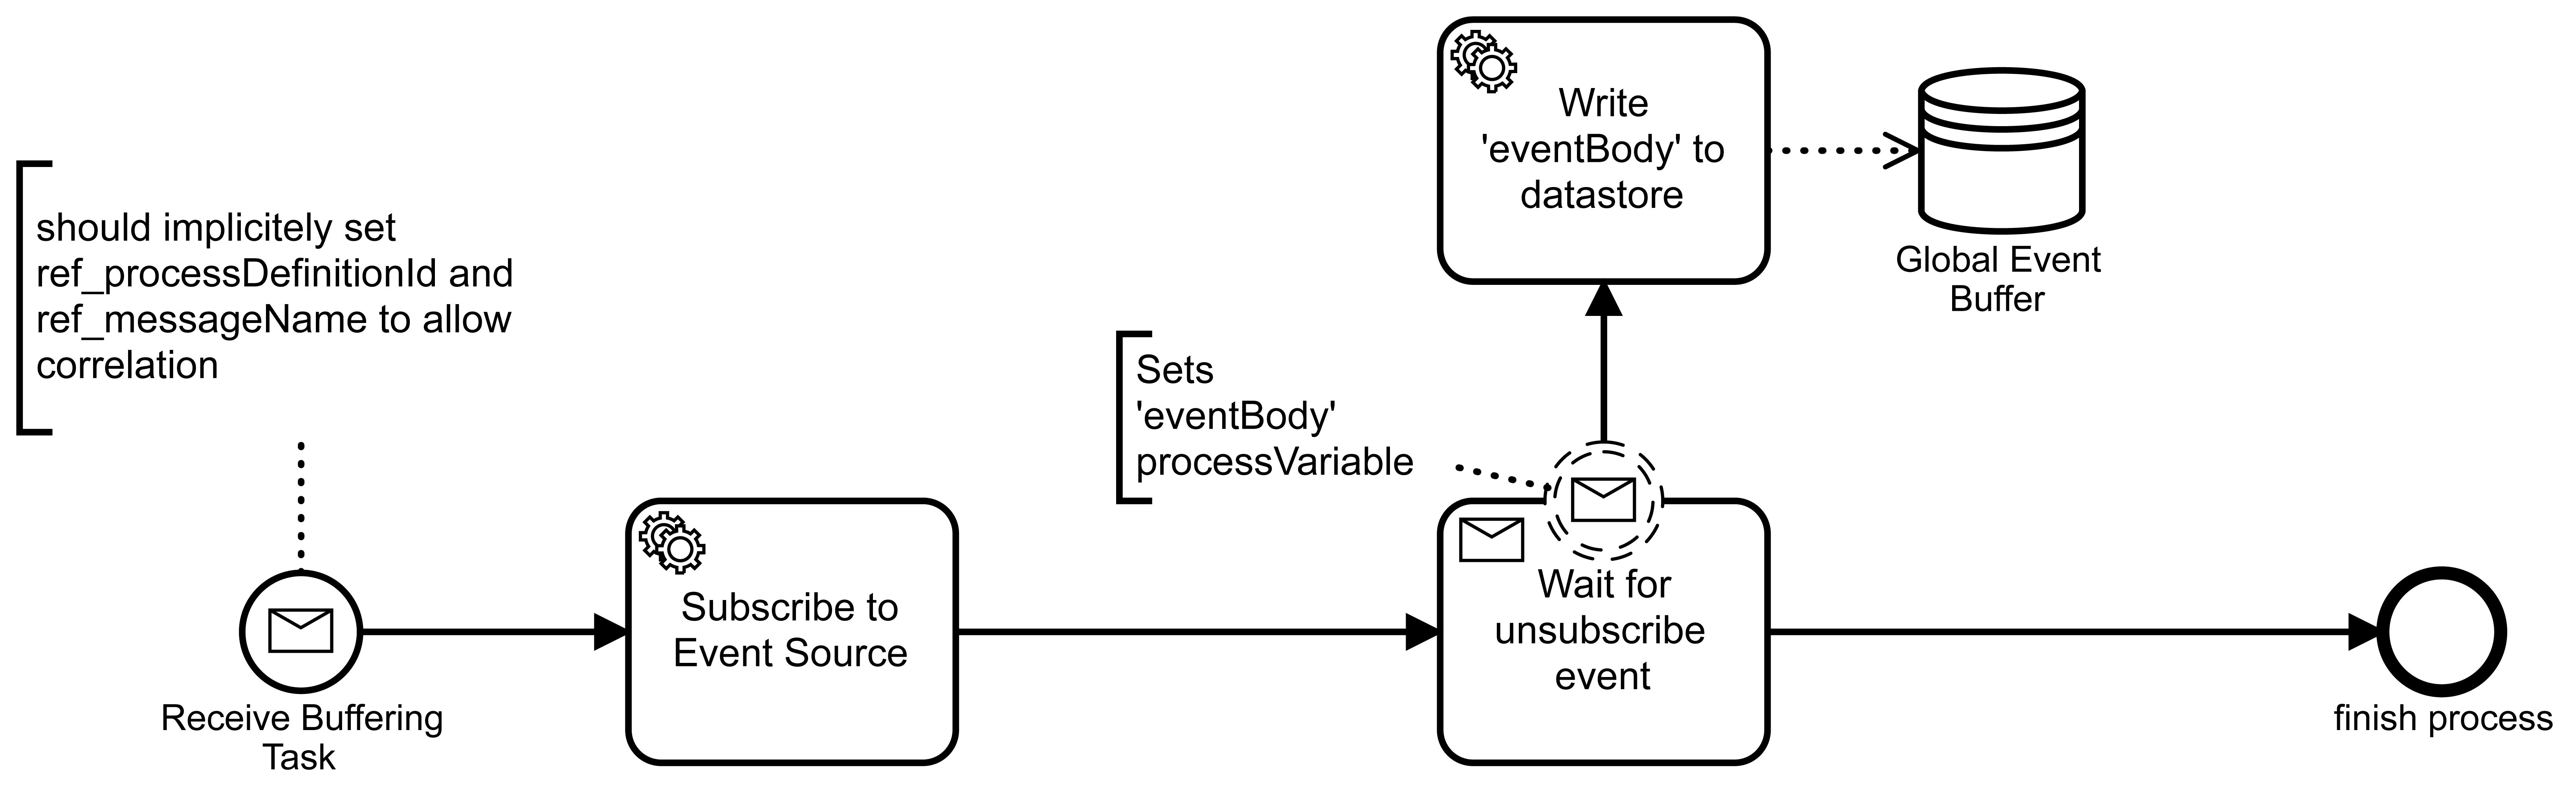 should implicitely set
ref_processDefinitionId and
ref_messageName to allow
correlation
Receive Buffering
Task
Subscribe to
Event Source
Sets
'eventBody'
processVariable
Write
'eventBody' to
datastore
Global Event
Buffer
Wait for
unsubscribe
event
finish process